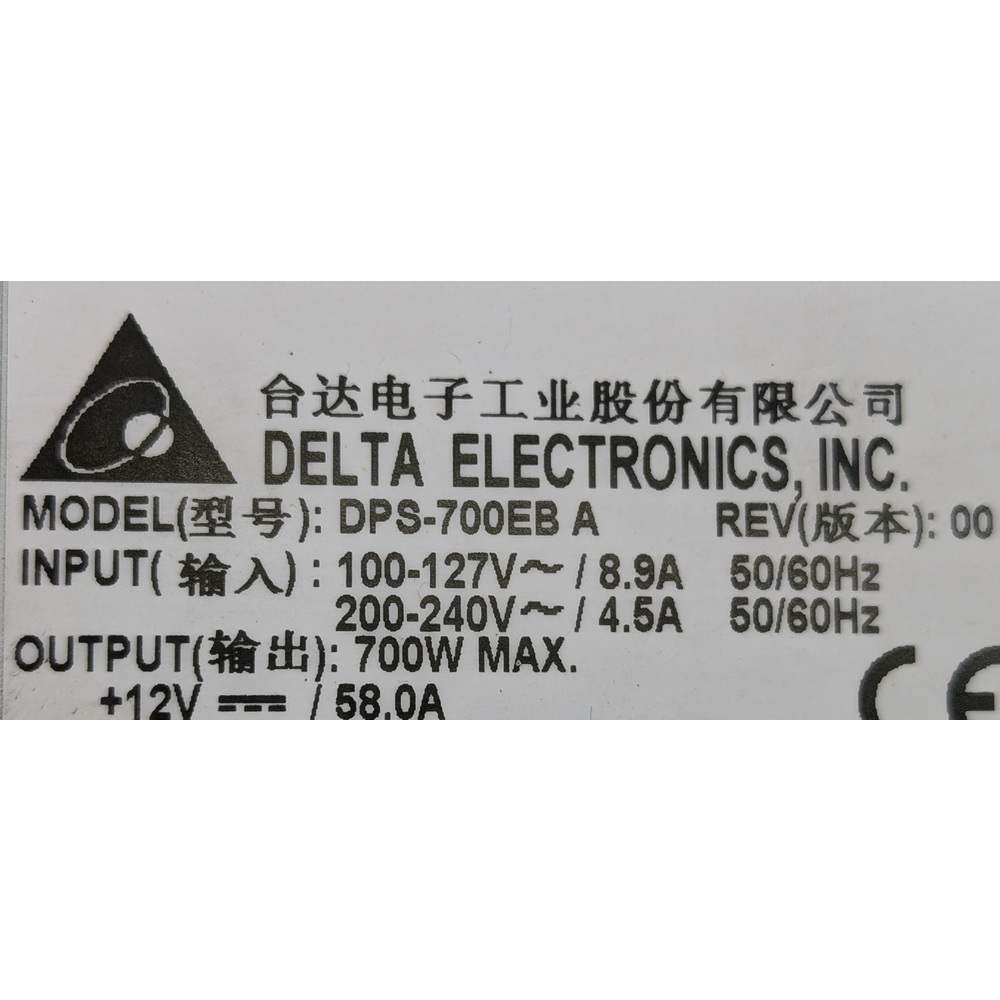 台达电子工业股份有限公司
DELTA ELECTRONICS, INC.
MODEL(型号): DPS-700EB A REV(版本): 00
INPUT(输入): 100-127V～ / 8.9A 50/60Hz
200-240V～ / 4.5A 50/60Hz
OUTPUT(输出): 700W MAX.
+12V ⎓ / 58.0A
CE